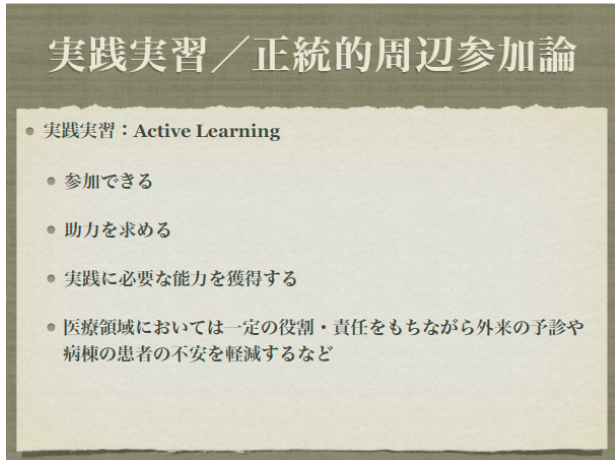 実践実習／正統的周辺参加論
実践実習：Active Learning
参加できる
助力を求める
実践に必要な能力を獲得する
医療領域においては一定の役割・責任をもちながら外来の予診や
病棟の患者の不安を軽減するなど